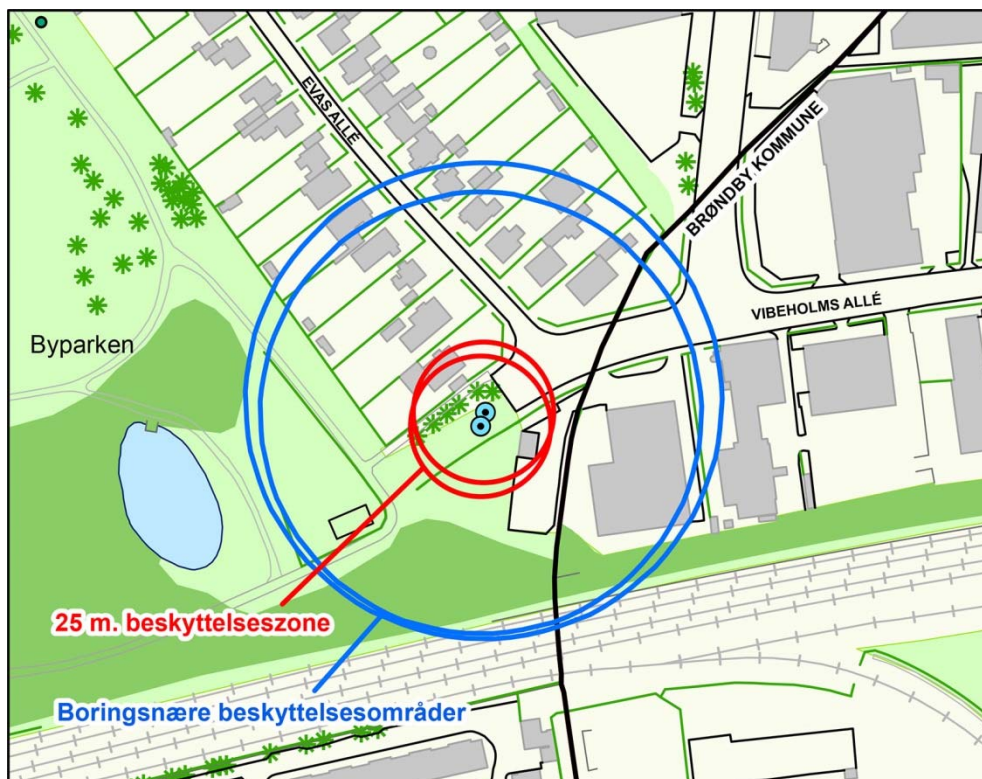 EVAS ALLÉ
BRØNDBY KOMMUNE
VIBEHOLMS ALLÉ
Byparken
25 m. beskyttelseszone
Boringsnære beskyttelsesområder